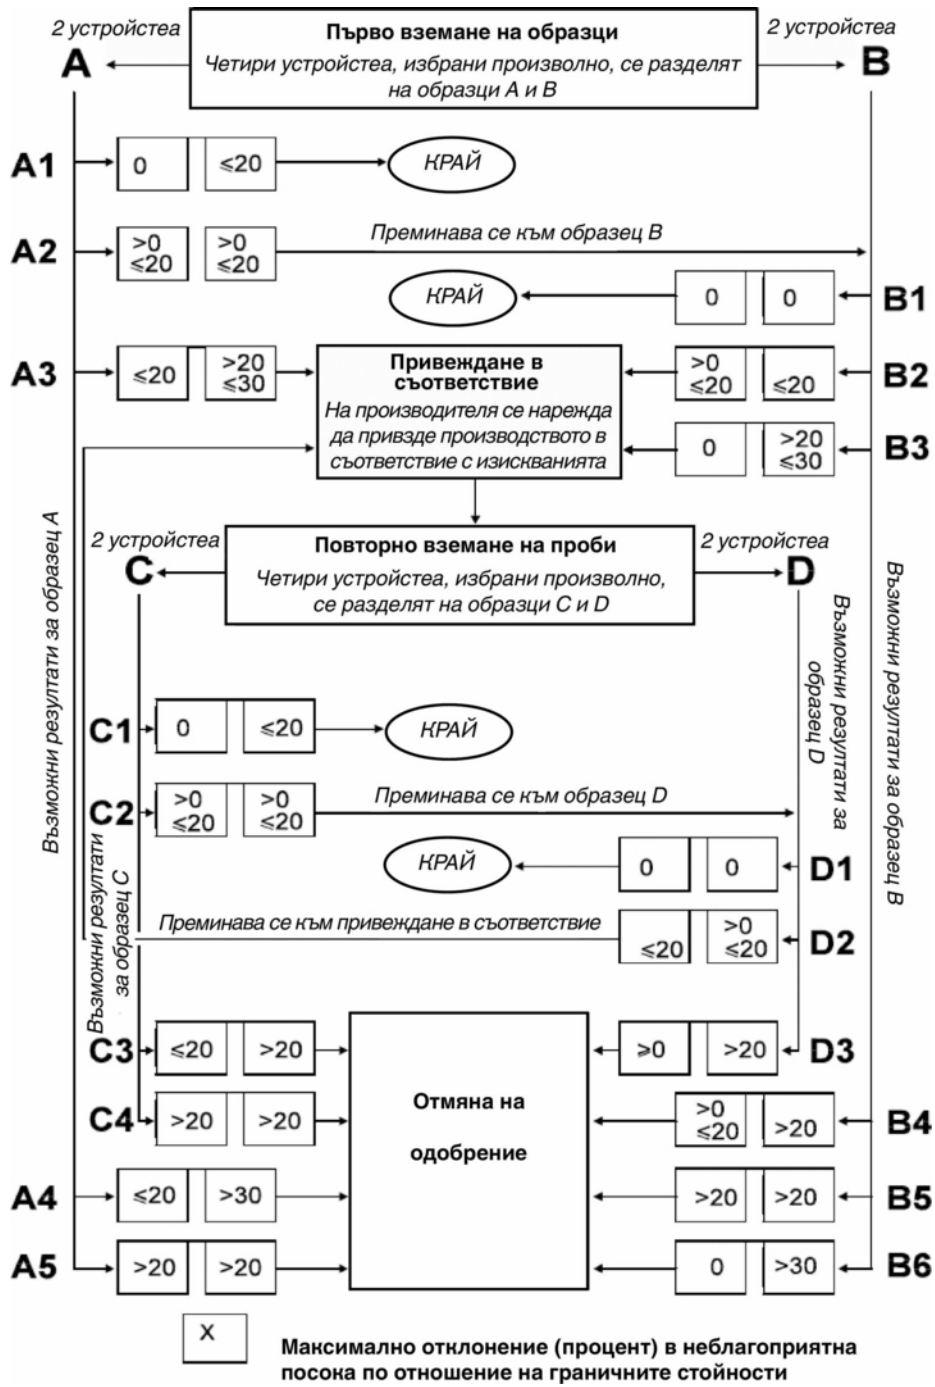 2 устройстеа
Първо вземане на образци
2 устройстеа
A
Четири устройстеа, избрани произволно, се разделят
на образци А и В
B
A1
0
≤20
КРАЙ
A2
>0
≤20
>0
≤20
Преминава се към образец В
КРАЙ
0
0
B1
A3
≤20
>20
≤30
Привеждане в
съответствие
На производителя се нарежда
да привзде производството в
съответствие с изискванията
>0
≤20
≤20
B2
0
>20
≤30
B3
Възможни резултати за образец А
2 устройстеа
Повторно вземане на проби
2 устройстеа
C
Четири устройстеа, избрани произволно,
се разделят на образци C и D
D
Възможни резултати за
образец D
Възможни резултати за образец В
C1
0
≤20
КРАЙ
C2
>0
≤20
>0
≤20
Преминава се към образец D
КРАЙ
0
0
D1
Възможни резултати
за образец C
Преминава се към привеждане в съответствие
≤20
>0
≤20
D2
C3
≤20
>20
Отмяна на
одобрение
≥0
>20
D3
C4
>20
>20
>0
≤20
>20
B4
A4
≤20
>30
>20
>20
B5
A5
>20
>20
0
>30
B6
X
Максимално отклонение (процент) в неблагоприятна
посока по отношение на граничните стойности